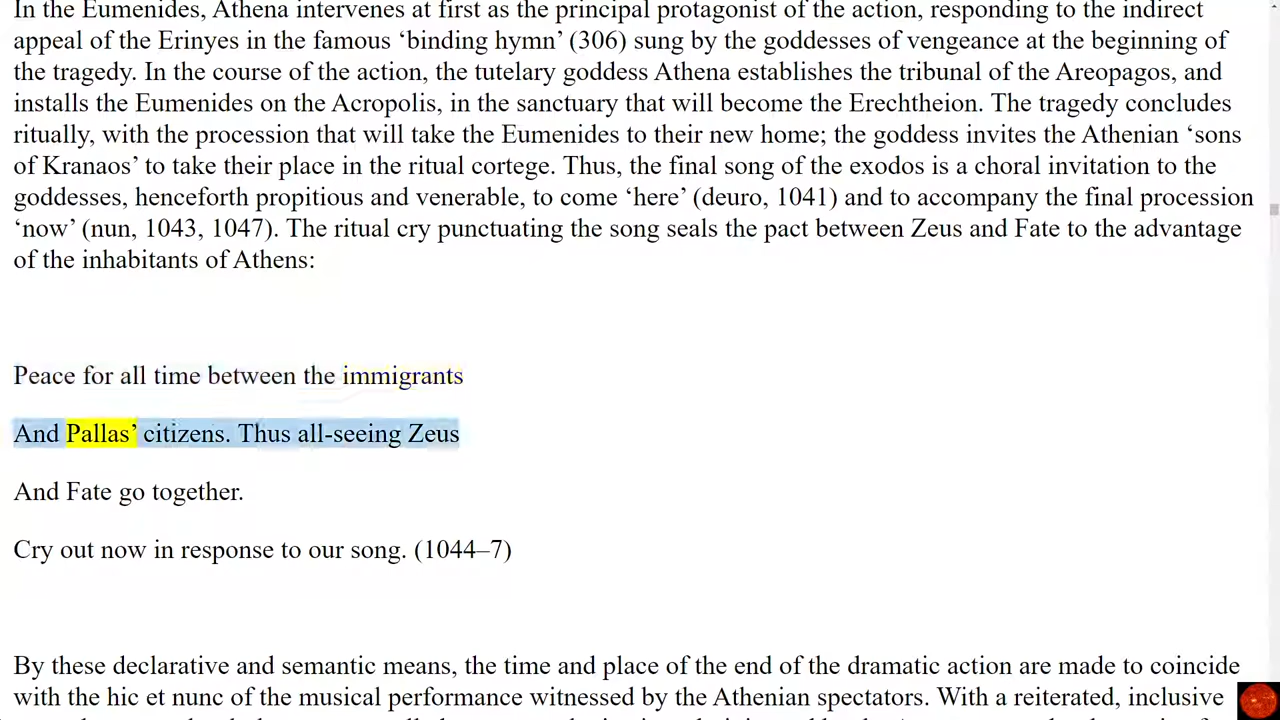 In the Eumenides, Athena intervenes at first as the principal protagonist of the action, responding to the indirect
appeal of the Erinyes in the famous ‘binding hymn’ (306) sung by the goddesses of vengeance at the beginning of
the tragedy. In the course of the action, the tutelary goddess Athena establishes the tribunal of the Areopagos, and
installs the Eumenides on the Acropolis, in the sanctuary that will become the Erechtheion. The tragedy concludes
ritually, with the procession that will take the Eumenides to their new home; the goddess invites the Athenian ‘sons
of Kranaos’ to take their place in the ritual cortege. Thus, the final song of the exodos is a choral invitation to the
goddesses, henceforth propitious and venerable, to come ‘here’ (deuro, 1041) and to accompany the final procession
‘now’ (nun, 1043, 1047). The ritual cry punctuating the song seals the pact between Zeus and Fate to the advantage
of the inhabitants of Athens:
Peace for all time between the immigrants
And Pallas’ citizens. Thus all-seeing Zeus
And Fate go together.
Cry out now in response to our song. (1044–7)
By these declarative and semantic means, the time and place of the end of the dramatic action are made to coincide
with the hic et nunc of the musical performance witnessed by the Athenian spectators. With a reiterated, inclusive